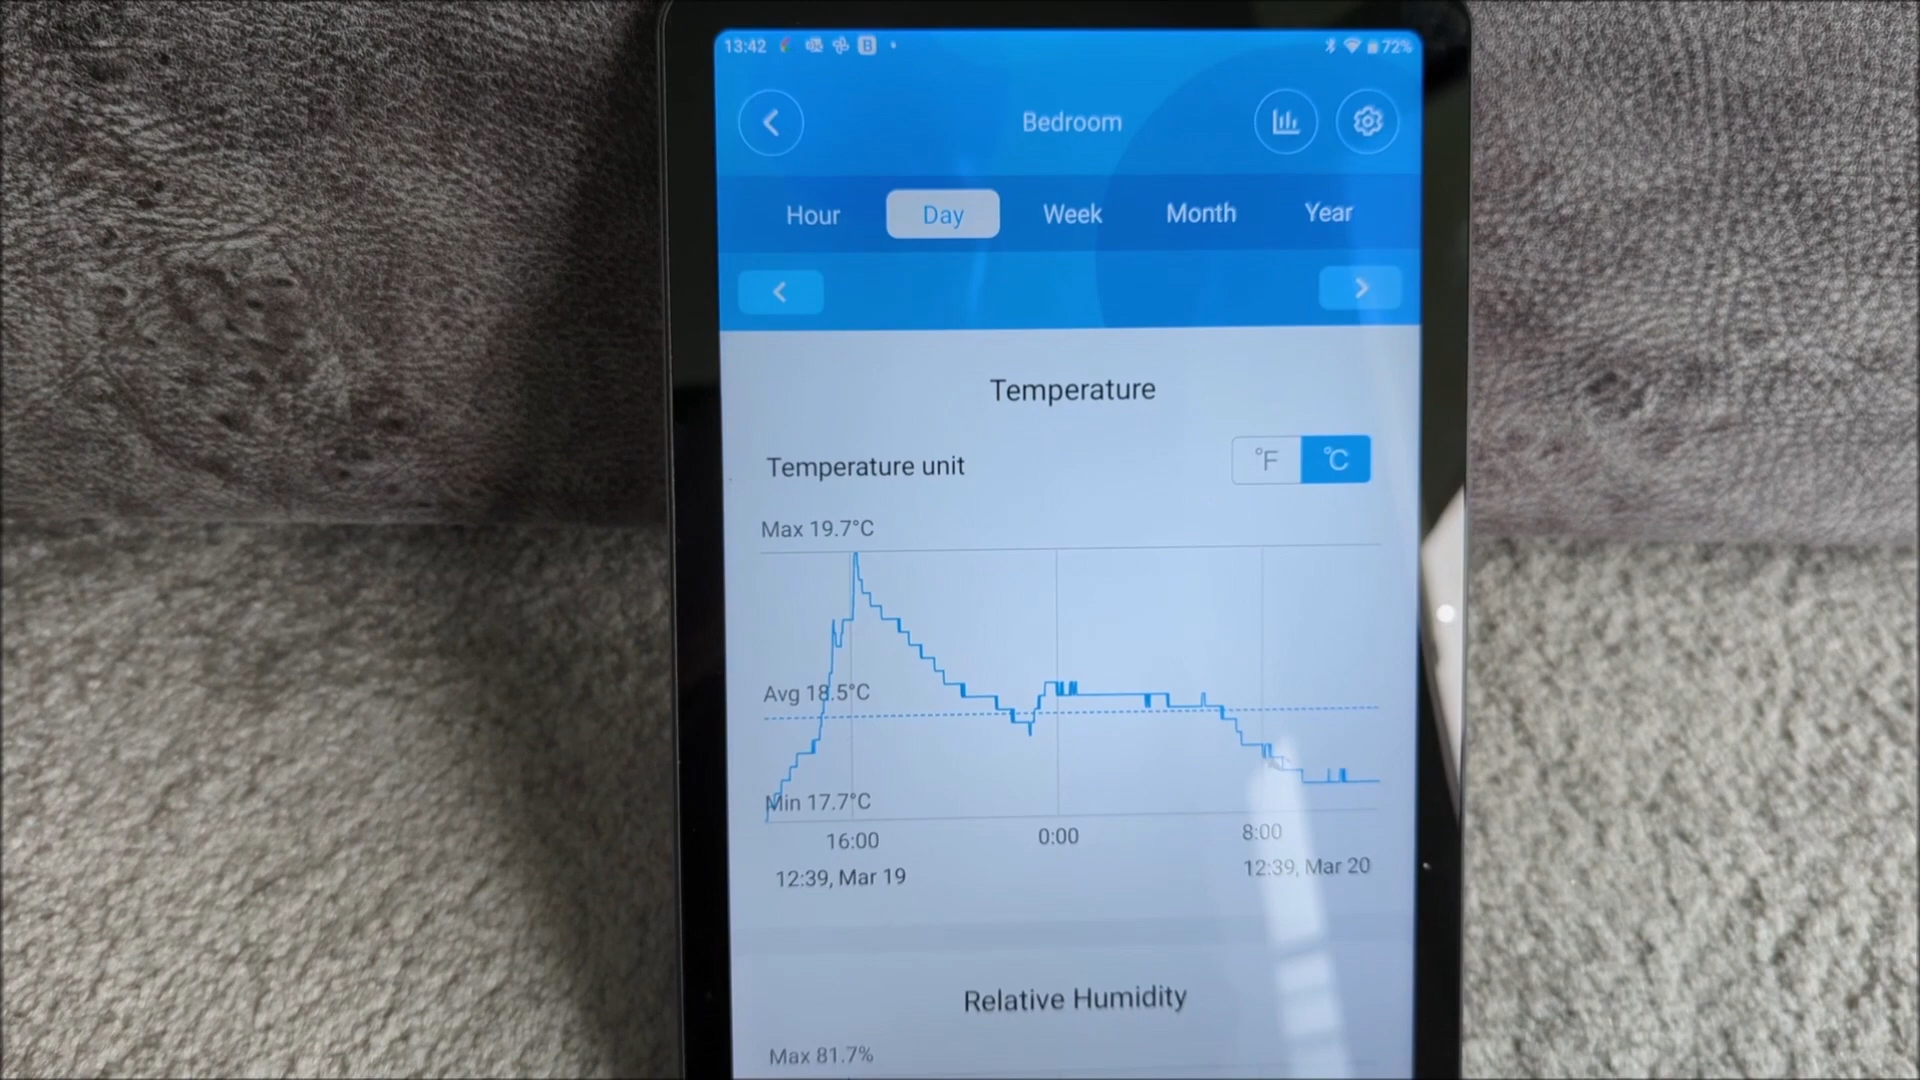 13:42 B 72%
Bedroom
Hour Day Week Month Year
Temperature
Temperature unit °F °C
Max 19.7°C
Avg 18.5°C
Min 17.7°C
16:00 0:00 8:00
12:39, Mar 19 12:39, Mar 20
Relative Humidity
Max 81.7%